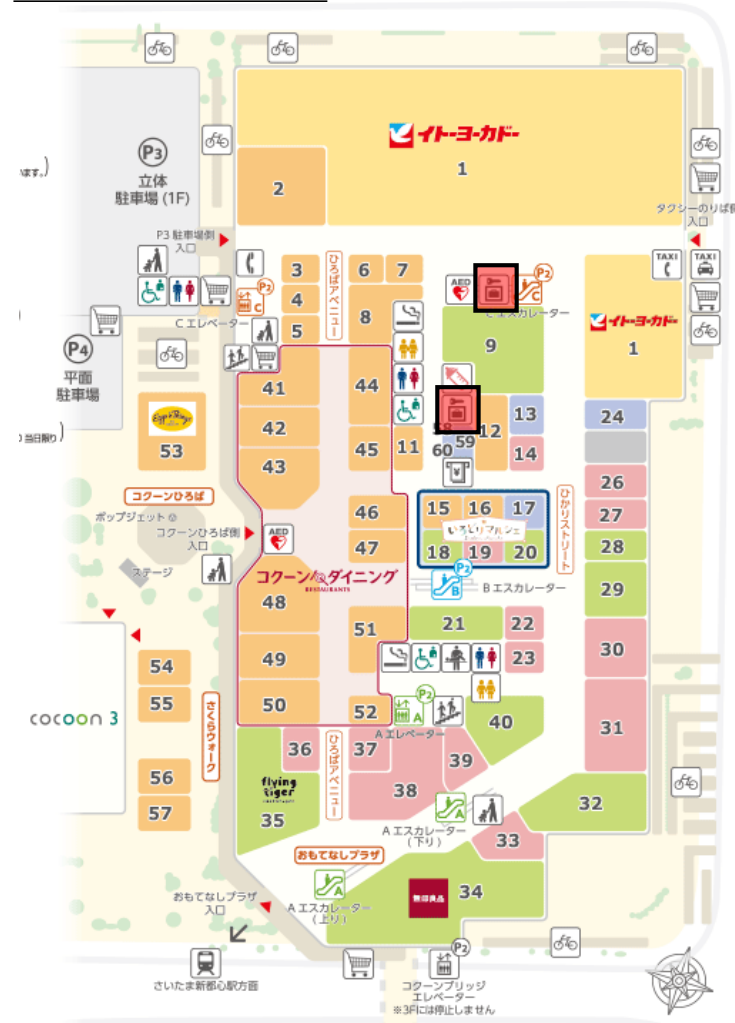 P3
立体
駐車場 (1F)
P3 駐車場側
入口
イトーヨーカドー
1
2
タクシーのりば側
入口
TAXI
TAXI
3
4
5
ひろばアベニュー
6
7
8
P2
C
C エレベーター
AED
P2
C
C エスカレーター
9
イトーヨーカドー
1
P4
平面
駐車場
当日限り)
41
42
43
44
45
11
58
59
60
12
13
14
24
26
27
28
29
30
31
53
コクーンひろば
ポップジェット
コクーンひろば側
入口
AED
ステージ
46
47
15
16
17
いろどりマルシェ
18
19
20
ひかりストリート
コクーンダイニング
RESTAURANTS
P2
B
B エスカレーター
48
49
50
51
52
21
22
23
P2
A
A エレベーター
40
cocoon 3
54
55
56
57
さくらウォーク
36
flying
tiger
35
ひろばアベニュー
37
38
39
A
A エスカレーター
(下り)
32
33
おもてなしプラザ
34
無印良品
A
A エスカレーター
(上り)
おもてなしプラザ
入口
さいたま新都心駅方面
P2
コクーンブリッジ
エレベーター
※3Fには停止しません